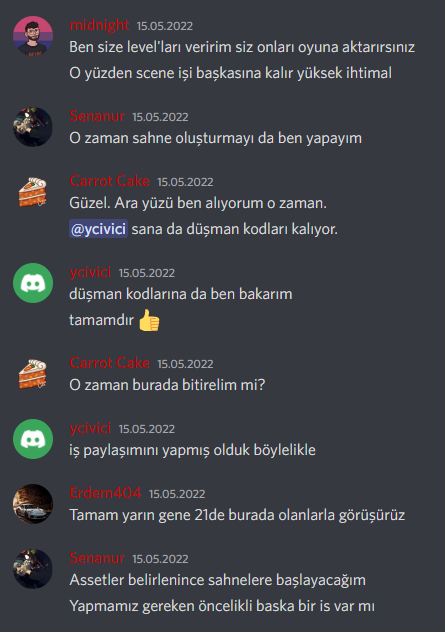 midnight 15.05.2022
Ben size level'ları veririm siz onları oyuna aktarırsınız
O yüzden scene işi başkasına kalır yüksek ihtimal
Senanur 15.05.2022
O zaman sahne oluşturmayı da ben yapayım
Carrot Cake 15.05.2022
Güzel. Ara yüzü ben alıyorum o zaman.
@ycivici sana da düşman kodları kalıyor.
ycivici 15.05.2022
düşman kodlarına da ben bakarım
tamamdır 👍
Carrot Cake 15.05.2022
O zaman burada bitirelim mi?
ycivici 15.05.2022
iş paylaşımını yapmış olduk böylelikle
Erdem404 15.05.2022
Tamam yarın gene 21de burada olanlarla görüşürüz
Senanur 15.05.2022
Assetler belirlenince sahnelere başlayacağım
Yapmamız gereken öncelikli baska bir is var mı